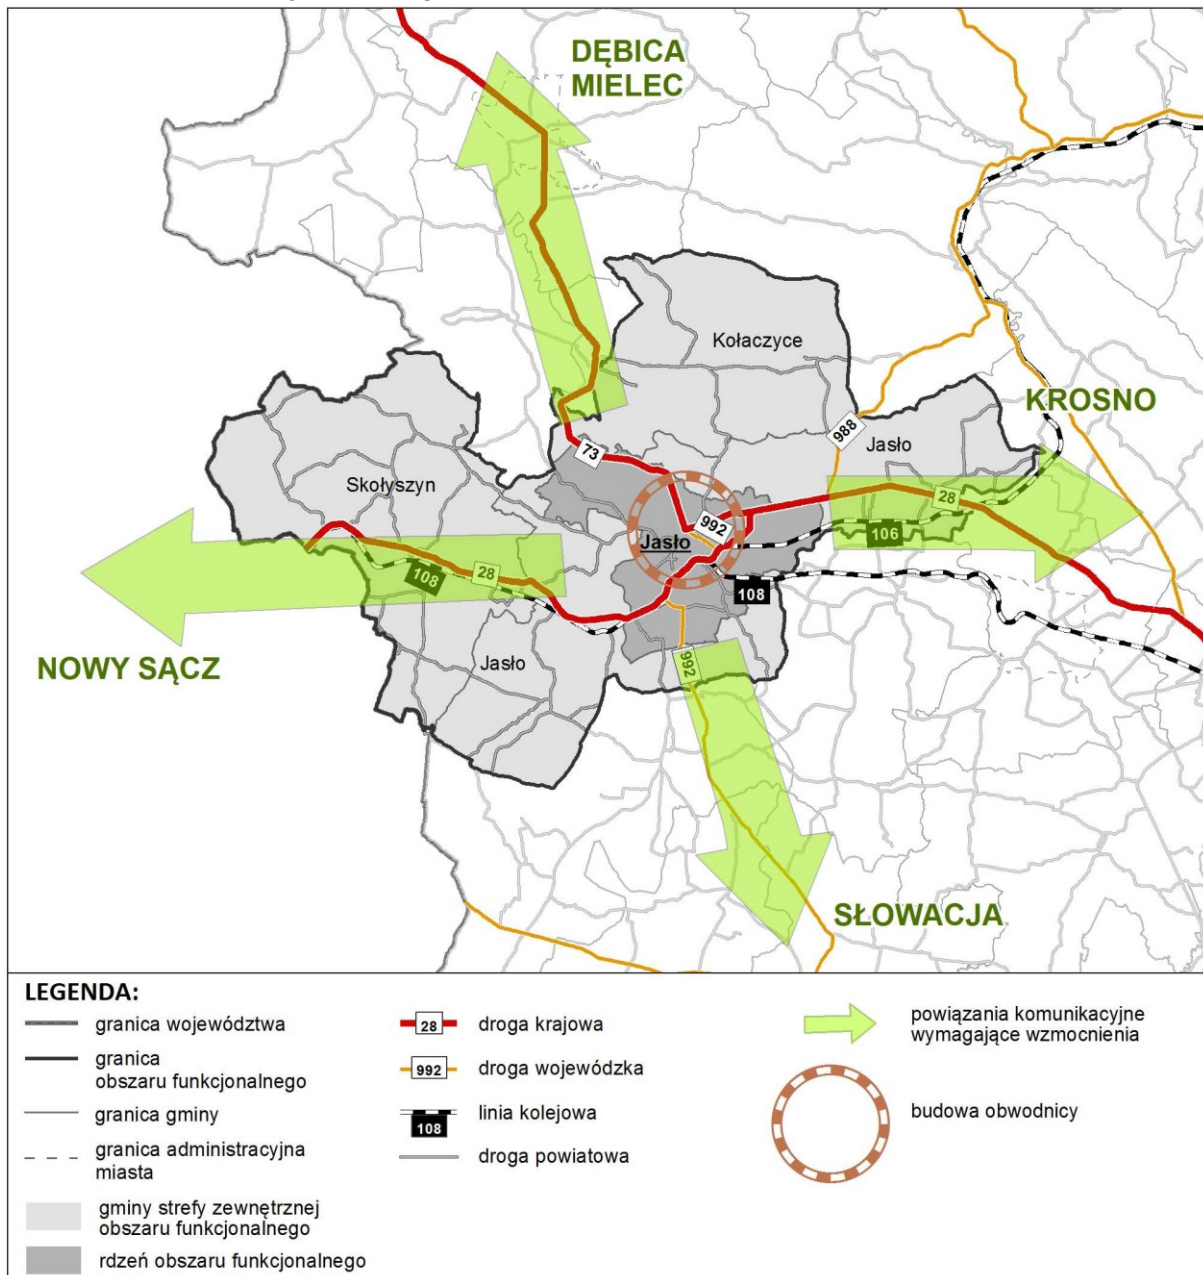 DĘBICA
MIELEC
Kołaczyce
KROSNO
988
Jasło
73
Skołyszyn
28
992
Jasło
106
108
28
108
NOWY SĄCZ
Jasło
992
SŁOWACJA
LEGENDA:
granica województwa
granica
obszaru funkcjonalnego
granica gminy
granica administracyjna
miasta
gminy strefy zewnętrznej
obszaru funkcjonalnego
rdzeń obszaru funkcjonalnego
28 droga krajowa
992 droga wojewódzka
linia kolejowa
108
droga powiatowa
powiązania komunikacyjne
wymagające wzmocnienia
budowa obwodnicy